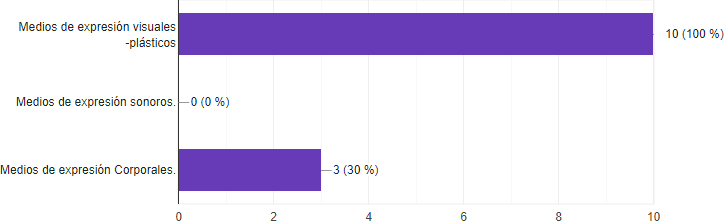 Medios de expresión visuales
-plásticos
10 (100 %)
Medios de expresión sonoros.
0 (0 %)
Medios de expresión Corporales.
3 (30 %)
0 2 4 6 8 10